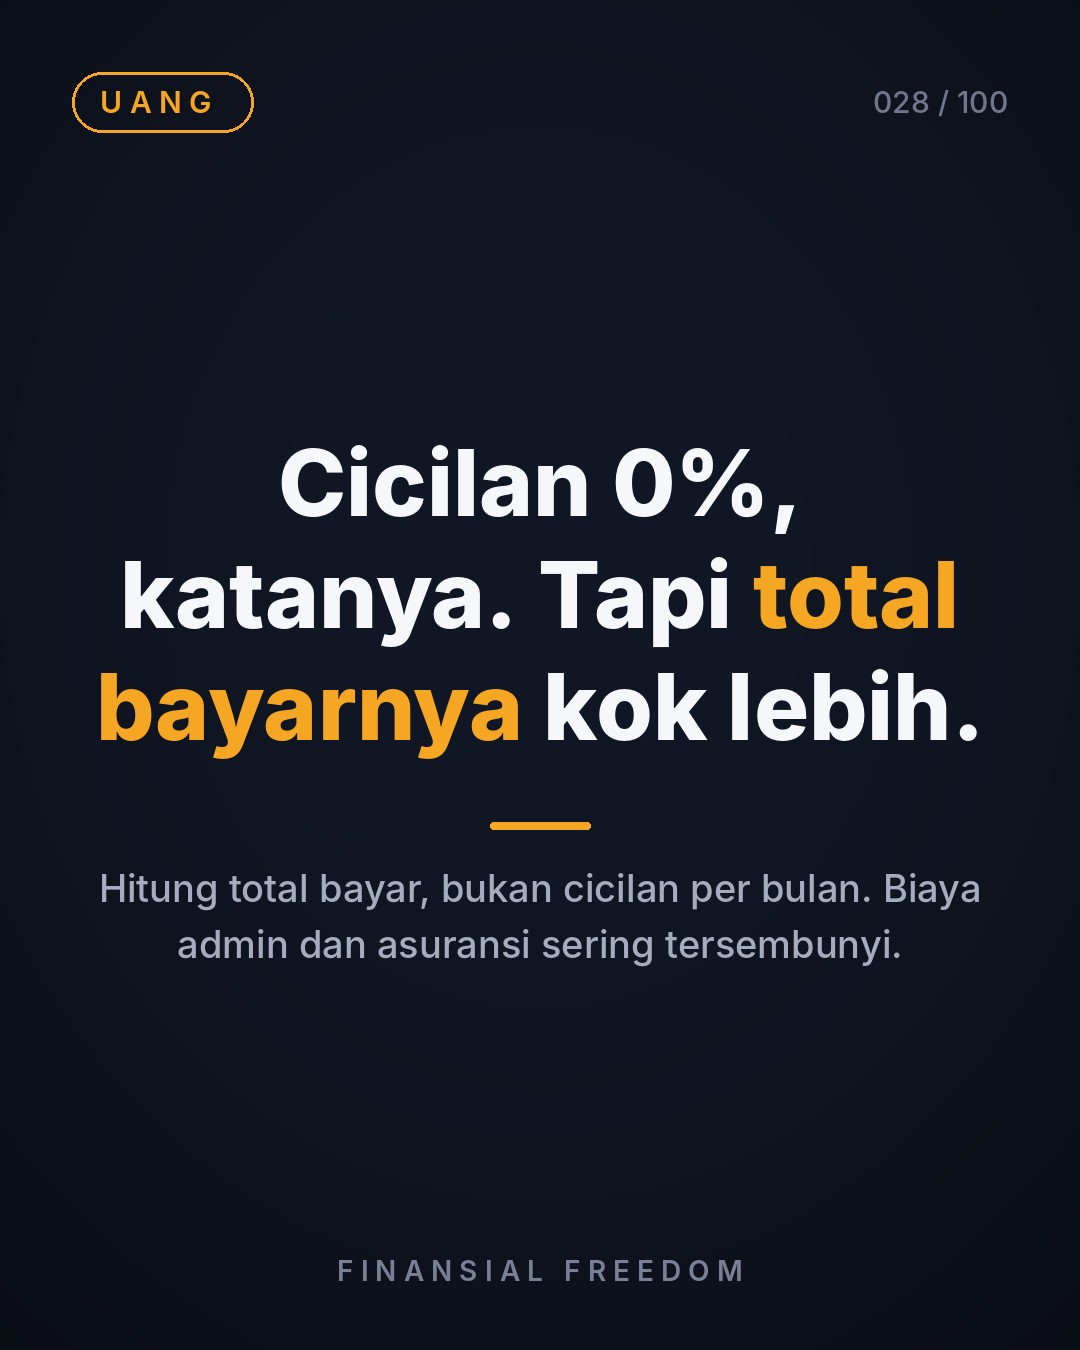 UANG
028 / 100
Cicilan 0%,
katanya. Tapi total
bayarnya kok lebih.
Hitung total bayar, bukan cicilan per bulan. Biaya
admin dan asuransi sering tersembunyi.
FINANSIAL FREEDOM